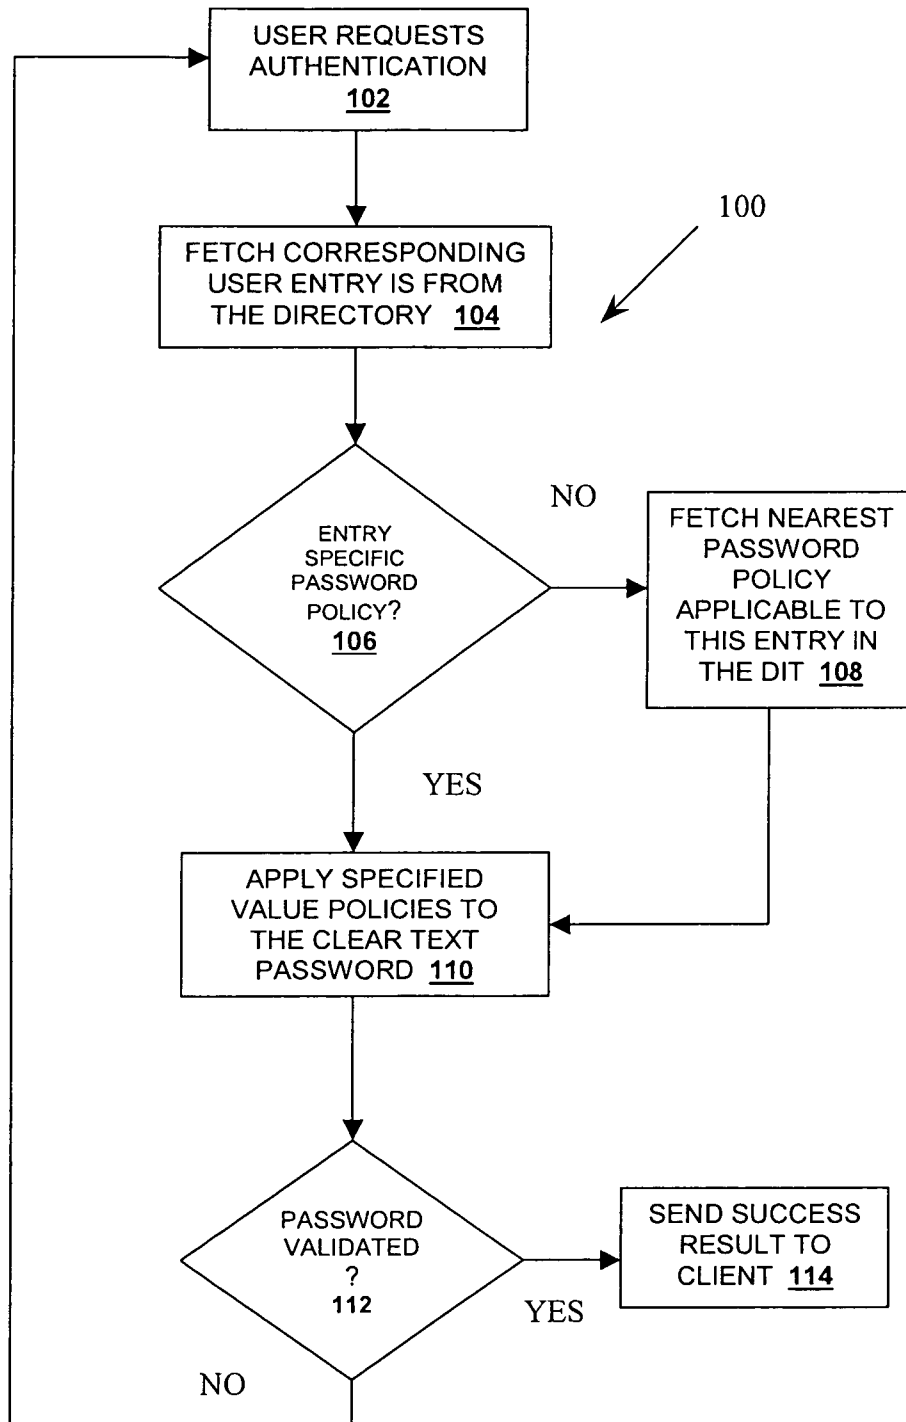 USER REQUESTS
AUTHENTICATION
102
100
FETCH CORRESPONDING
USER ENTRY IS FROM
THE DIRECTORY 104
NO
ENTRY
SPECIFIC
PASSWORD
POLICY?
106
FETCH NEAREST
PASSWORD
POLICY
APPLICABLE TO
THIS ENTRY IN
THE DIT 108
YES
APPLY SPECIFIED
VALUE POLICIES TO
THE CLEAR TEXT
PASSWORD 110
PASSWORD
VALIDATED
?
112
SEND SUCCESS
RESULT TO
CLIENT 114
YES
NO